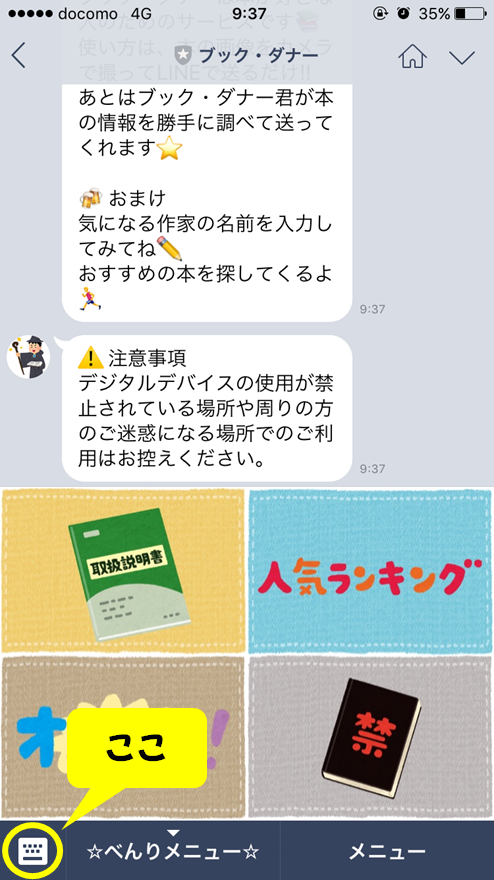 docomo 4G 9:37 35%
ブック・ダナー
人のためのサービスです
使い方は、本の画像をカメラ
で撮ってLINEで送るだけ!!
あとはブック・ダナー君が本
の情報を勝手に調べて送って
くれます⭐
🍻 おまけ
気になる作家の名前を入力し
てみてね✏️
おすすめの本を探してくるよ
🏃
9:37
⚠️ 注意事項
デジタルデバイスの使用が禁
止されている場所や周りの方
のご迷惑になる場所でのご利
用はお控えください。
9:37
取扱説明書
人気ランキング
オ
!
ここ
禁
☆べんりメニュー☆
メニュー